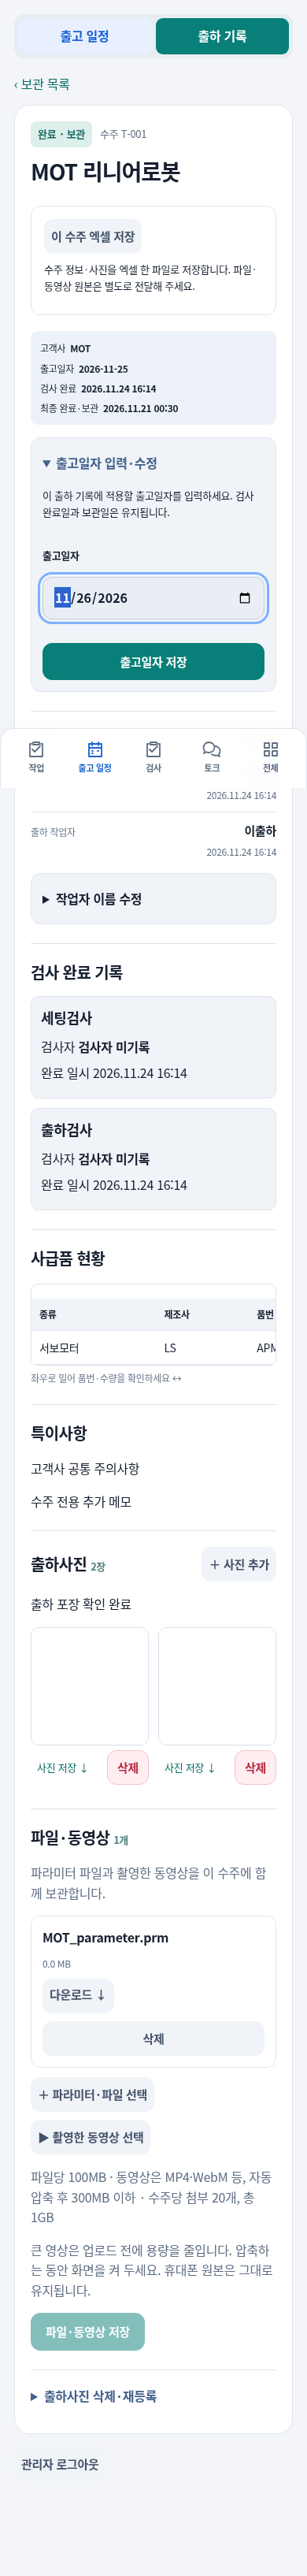 출고 일정 출하 기록
‹ 보관 목록
완료 · 보관 수주 T-001
MOT 리니어로봇
이 수주 엑셀 저장
수주 정보·사진을 엑셀 한 파일로 저장합니다. 파일·
동영상 원본은 별도로 전달해 주세요.
고객사 MOT
출고일자 2026-11-25
검사 완료 2026.11.24 16:14
최종 완료·보관 2026.11.21 00:30
▼ 출고일자 입력·수정
이 출하 기록에 적용할 출고일자를 입력하세요. 검사
완료일과 보관일은 유지됩니다.
출고일자
11/26/2026
출고일자 저장
작업 출고 일정 검사 토크 전체
2026.11.24 16:14
출하 작업자 이출하
2026.11.24 16:14
▶ 작업자 이름 수정
검사 완료 기록
세팅검사
검사자 검사자 미기록
완료 일시 2026.11.24 16:14
출하검사
검사자 검사자 미기록
완료 일시 2026.11.24 16:14
사급품 현황
종류 제조사 품번
서보모터 LS APM
좌우로 밀어 품번·수량을 확인하세요 ↔
특이사항
고객사 공통 주의사항
수주 전용 추가 메모
출하사진 2장 ＋ 사진 추가
출하 포장 확인 완료
사진 저장 ↓ 삭제 사진 저장 ↓ 삭제
파일·동영상 1개
파라미터 파일과 촬영한 동영상을 이 수주에 함
께 보관합니다.
MOT_parameter.prm
0.0 MB
다운로드 ↓
삭제
＋ 파라미터·파일 선택
▶ 촬영한 동영상 선택
파일당 100MB · 동영상은 MP4·WebM 등, 자동
압축 후 300MB 이하 · 수주당 첨부 20개, 총
1GB
큰 영상은 업로드 전에 용량을 줄입니다. 압축하
는 동안 화면을 켜 두세요. 휴대폰 원본은 그대로
유지됩니다.
파일·동영상 저장
▶ 출하사진 삭제·재등록
관리자 로그아웃